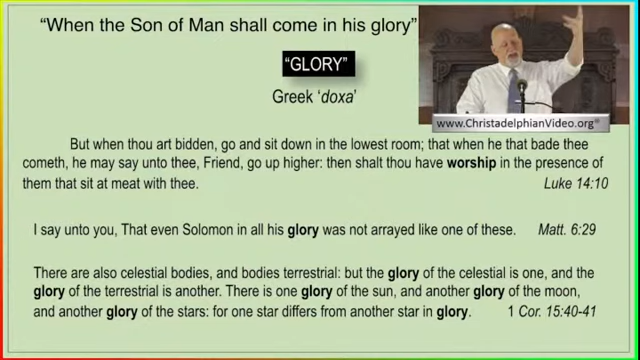 “When the Son of Man shall come in his glory”
“GLORY”
Greek ‘doxa’
www.ChristadelphianVideo.org®
But when thou art bidden, go and sit down in the lowest room; that when he that bade thee
cometh, he may say unto thee, Friend, go up higher: then shalt thou have worship in the presence of
them that sit at meat with thee. Luke 14:10
I say unto you, That even Solomon in all his glory was not arrayed like one of these. Matt. 6:29
There are also celestial bodies, and bodies terrestrial: but the glory of the celestial is one, and the
glory of the terrestrial is another. There is one glory of the sun, and another glory of the moon,
and another glory of the stars: for one star differs from another star in glory. 1 Cor. 15:40-41